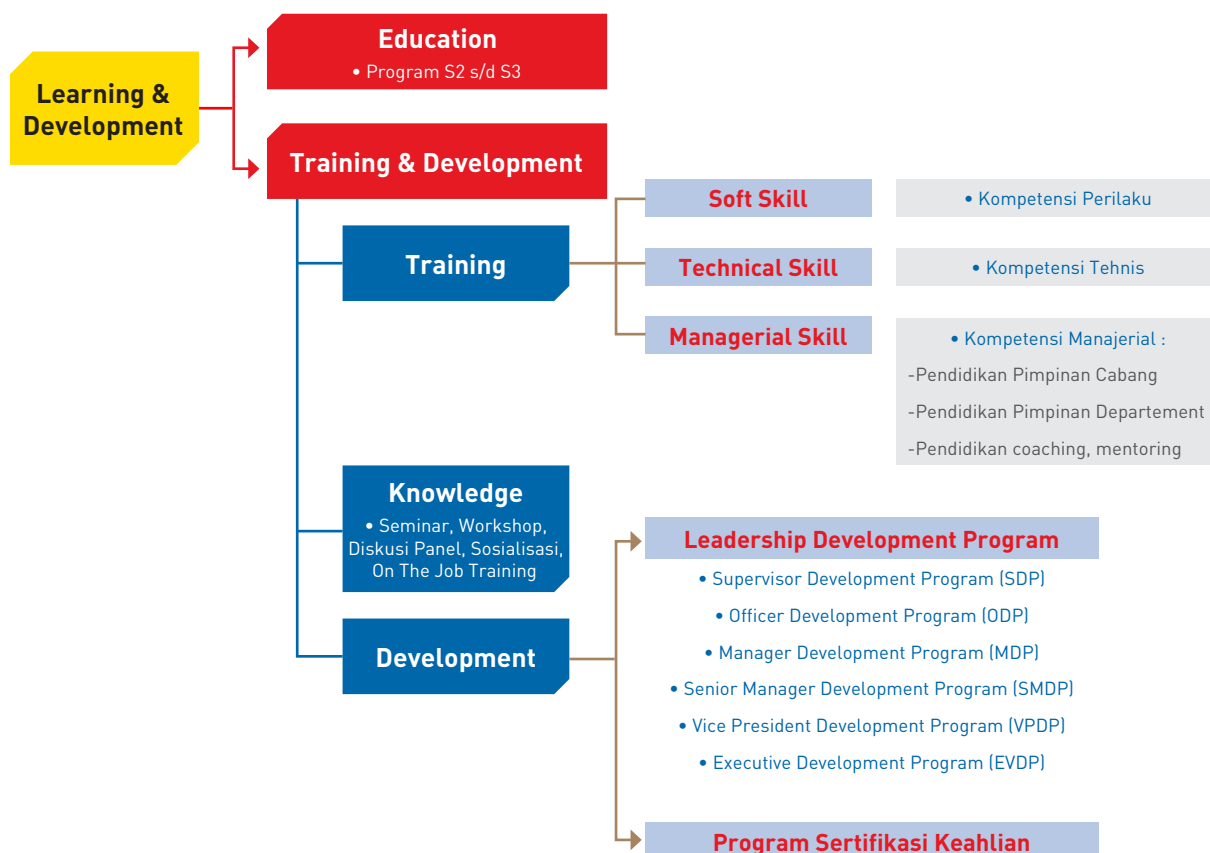 Education
• Program S2 s/d S3
Learning &
Development
Training & Development
Training
Soft Skill
• Kompetensi Perilaku
Technical Skill
• Kompetensi Tehnis
Managerial Skill
• Kompetensi Manajerial :
-Pendidikan Pimpinan Cabang
-Pendidikan Pimpinan Departement
-Pendidikan coaching, mentoring
Knowledge
• Seminar, Workshop,
Diskusi Panel, Sosialisasi,
On The Job Training
Development
Leadership Development Program
• Supervisor Development Program (SDP)
• Officer Development Program (ODP)
• Manager Development Program (MDP)
• Senior Manager Development Program (SMDP)
• Vice President Development Program (VPDP)
• Executive Development Program (EVDP)
Program Sertifikasi Keahlian